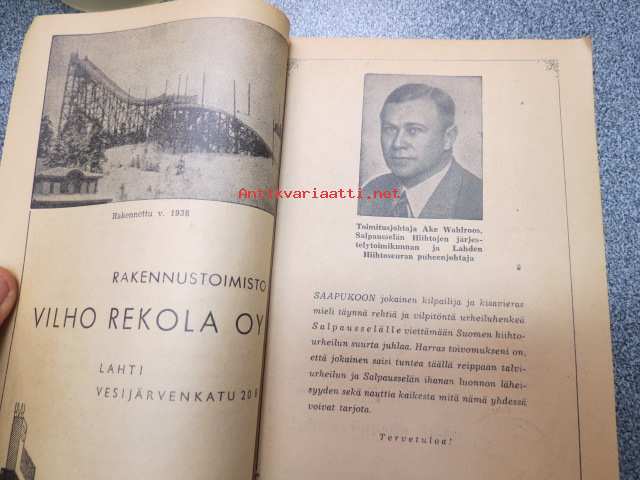 Rakennettu v. 1938
RAKENNUSTOIMISTO
VILHO REKOLA OY
LAHTI
VESIJÄRVENKATU 20
Antikvariaatti.net
Toimitusjohtaja Åke Wahlroos,
Salpausselän Hiihtojen järjes-
telytoimikunnan ja Lahden
Hiihtoseuran puheenjohtaja
SAAPUKOON jokainen kilpailija ja kisavieras
mieli täynnä rehtiä ja vilpitöntä urheiluhenkeä
Salpausselälle viettämään Suomen hiihto-
urheilun suurta juhlaa. Harras toivomukseni on,
että jokainen saisi tuntea täällä reippaan talvi-
urheilun ja Salpausselän ihanan luonnon lähei-
syyden sekä nauttia kaikesta mitä nämä yhdessä
voivat tarjota.
Tervetuloa!